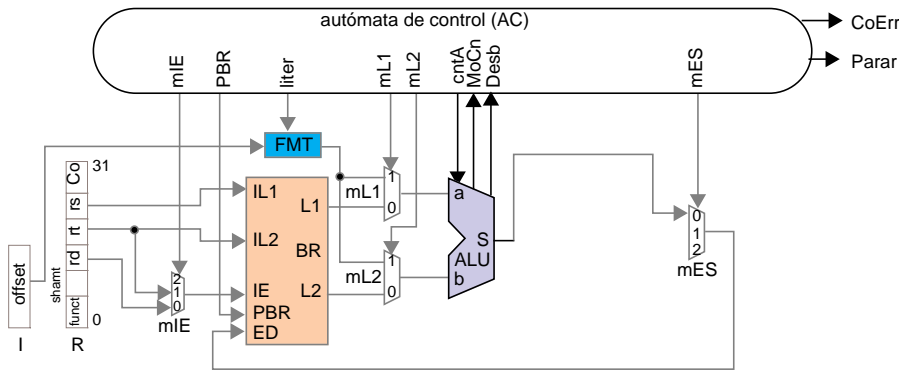 autómata de control (AC)
CoErr
Parar
mIE
PBR
liter
mL1
mL2
cntA
MoCn
Desb
mES
FMT
Co
31
rs
rt
rd
shamt
funct
0
offset
I
R
2
1
0
mIE
IL1
L1
IL2
BR
IE
L2
PBR
ED
1
mL1
0
1
mL2
0
a
S
ALU
b
0
1
2
mES